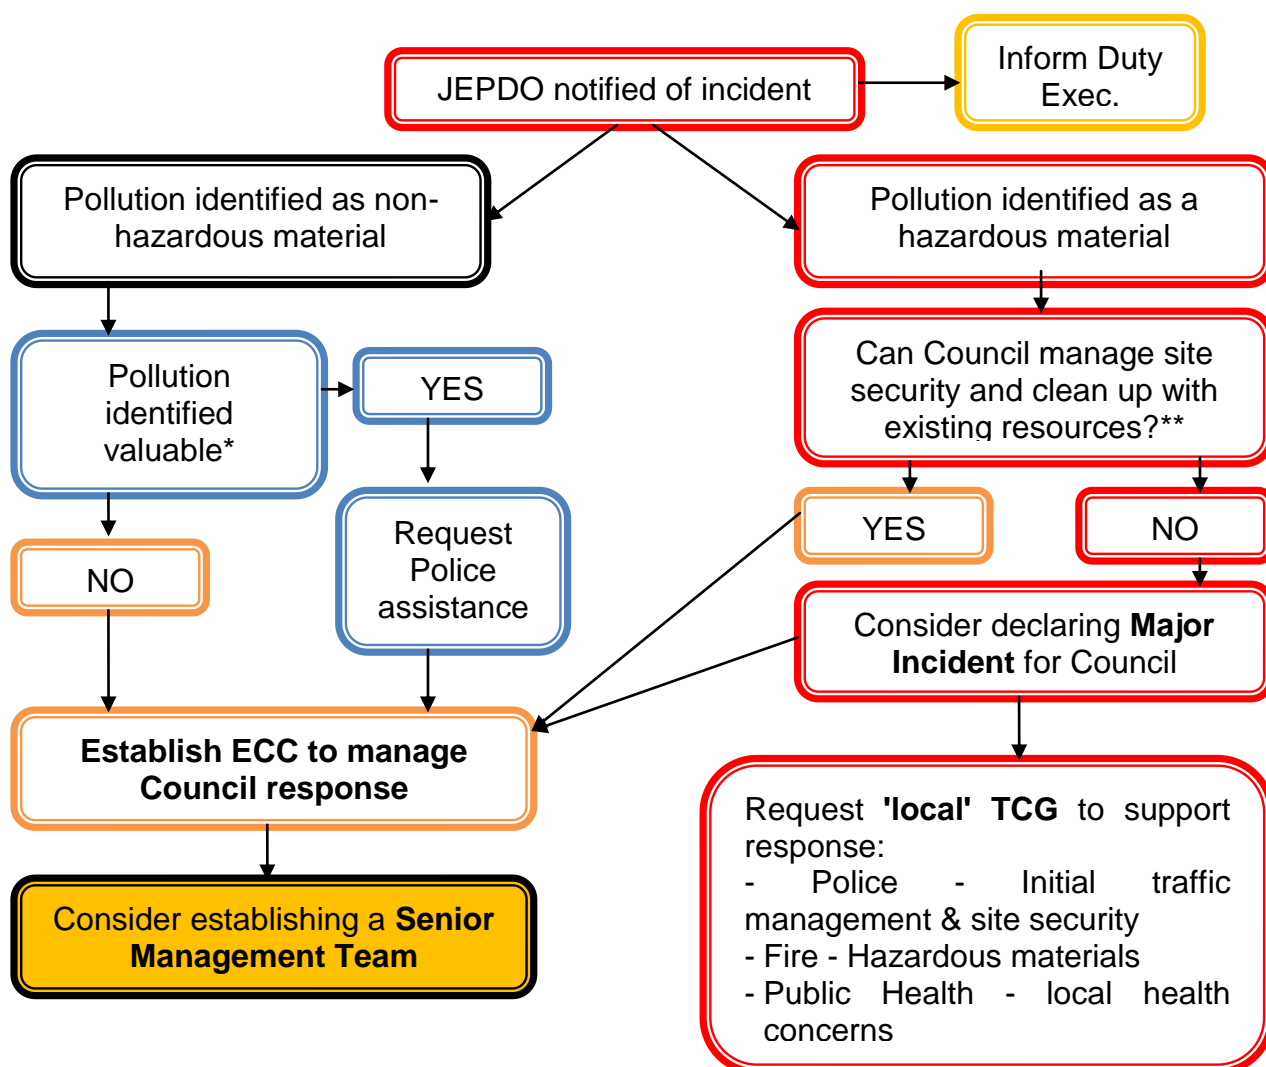 JEPDO notified of incident
Inform Duty
Exec.
Pollution identified as non-
hazardous material
Pollution identified as a
hazardous material
Pollution
identified
valuable*
YES
Can Council manage site
security and clean up with
existing resources?**
NO
Request
Police
assistance
YES
NO
Consider declaring Major
Incident for Council
Establish ECC to manage
Council response
Consider establishing a Senior
Management Team
Request 'local' TCG to support
response:
- Police - Initial traffic
management & site security
- Fire - Hazardous materials
- Public Health - local health
concerns